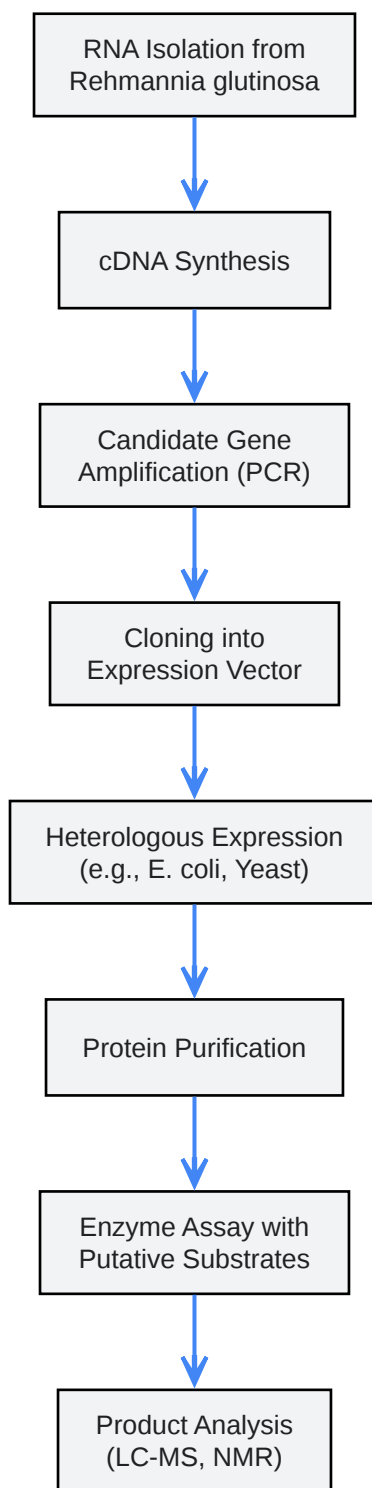 RNA Isolation from
Rehmannia glutinosa
cDNA Synthesis
Candidate Gene
Amplification (PCR)
Cloning into
Expression Vector
Heterologous Expression
(e.g., E. coli, Yeast)
Protein Purification
Enzyme Assay with
Putative Substrates
Product Analysis
(LC-MS, NMR)